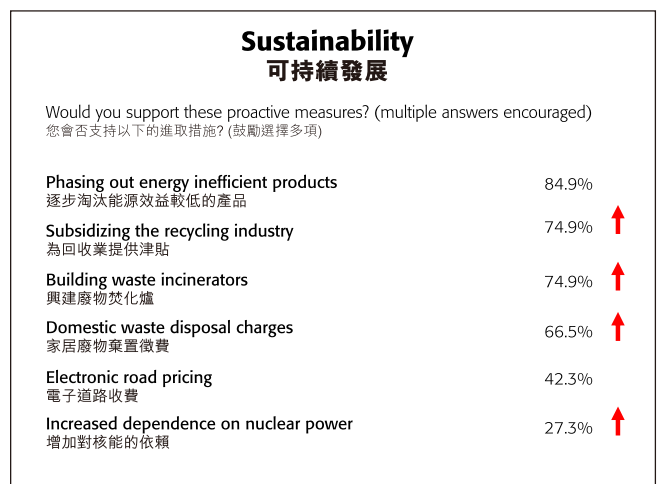 Sustainability
可持續發展
Would you support these proactive measures? (multiple answers encouraged)
您會否支持以下的進取措施? (鼓勵選擇多項)
Phasing out energy inefficient products 84.9%
逐步淘汰能源效益較低的產品
Subsidizing the recycling industry 74.9%
為回收業提供津貼
Building waste incinerators 74.9%
興建廢物焚化爐
Domestic waste disposal charges 66.5%
家居廢物棄置徵費
Electronic road pricing 42.3%
電子道路收費
Increased dependence on nuclear power 27.3%
增加對核能的依賴